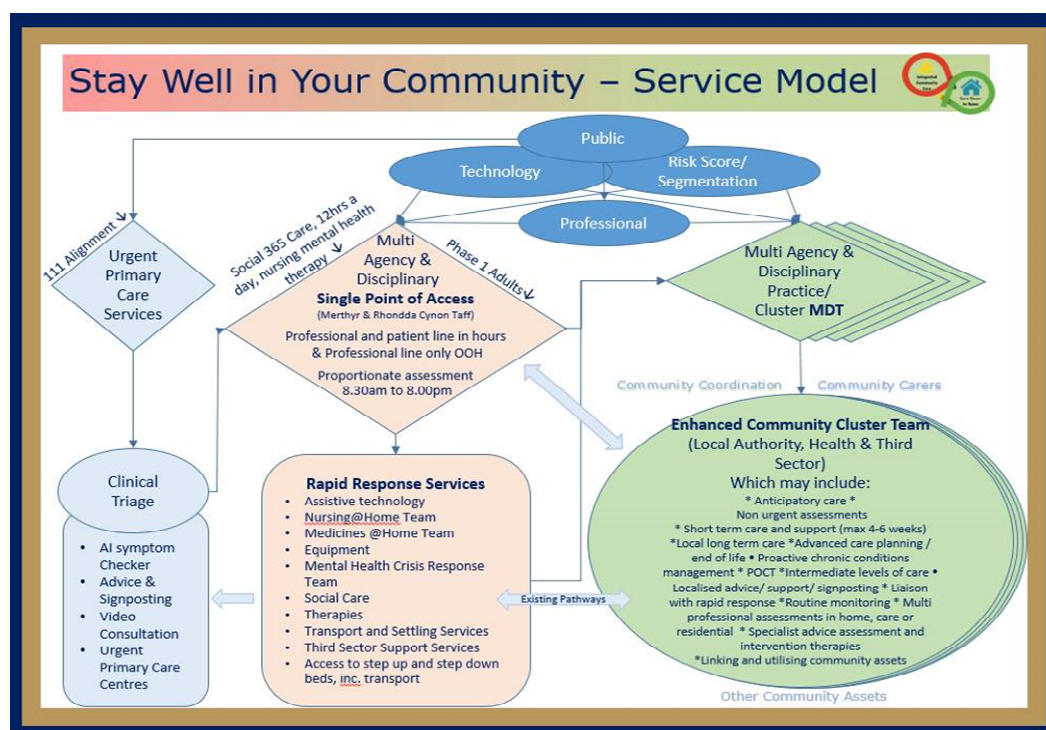 Stay Well in Your Community – Service Model
Integrated
Community
Care
Public
Technology
Risk Score/
Segmentation
Professional
111 Alignment ↓
Urgent
Primary
Care
Services
Social 365 Care, 12hrs a
day, nursing mental health
therapy ↓
Phase 1 Adults ↓
Multi
Agency &
Disciplinary
Single Point of Access
(Merthyr & Rhondda Cynon Taff)
Professional and patient line in hours
& Professional line only OOH
Proportionate assessment
8.30am to 8.00pm
Multi Agency &
Disciplinary
Practice/
Cluster MDT
Community Coordination
Community Carers
Clinical
Triage
• AI symptom
Checker
• Advice &
Signposting
• Video
Consultation
• Urgent
Primary Care
Centres
Rapid Response Services
• Assistive technology
• Nursing@Home Team
• Medicines @Home Team
• Equipment
• Mental Health Crisis Response
Team
• Social Care
• Therapies
• Transport and Settling Services
• Third Sector Support Services
• Access to step up and step down
beds, inc. transport
Existing Pathways
Enhanced Community Cluster Team
(Local Authority, Health & Third
Sector)
Which may include:
* Anticipatory care *
Non urgent assessments
* Short term care and support (max 4-6 weeks)
*Local long term care *Advanced care planning /
end of life • Proactive chronic conditions
management * POCT *Intermediate levels of care •
Localised advice/ support/ signposting * Liaison
with rapid response *Routine monitoring * Multi
professional assessments in home, care or
residential * Specialist advice assessment and
intervention therapies
*Linking and utilising community assets
Other Community Assets